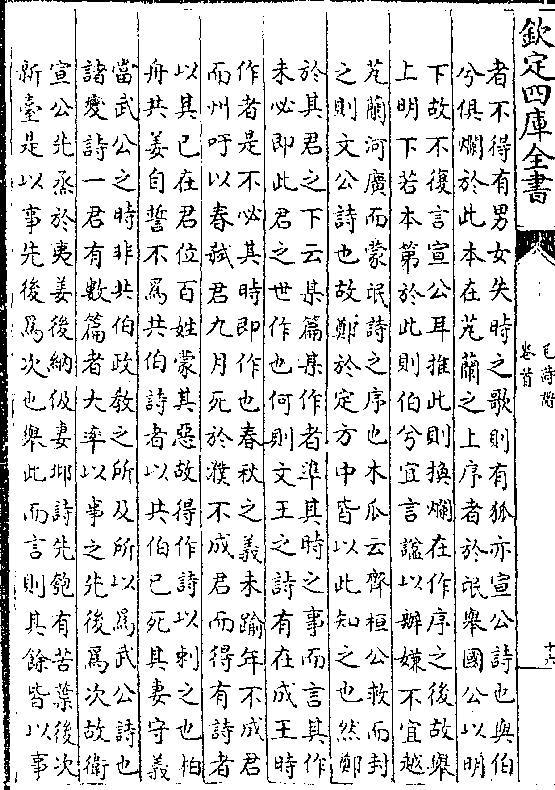 欽定四庫全書
毛詩譜
卷首
十六
者不得有男女失時之歌則有狐亦宣公詩也與伯
兮俱爛於此本在芄蘭之上序者於氓舉國公以明
下故不復言宣公耳推此則換爛在作序之後故舉
上明下若本第於此則伯兮宜言諡以辦嫌不宜越
芄蘭河廣而蒙氓詩之序也木瓜云齊桓公救而封
之則文公詩也故鄭於定方中皆以此知之也然鄭
於其君之下云某篇某作者準其時之事而言其作
未必即此君之世作也何則文王之詩有在成王時
作者是不必其時即作也春秋之義未踰年不成君
而州吁以春弑君九月死於濮不成君而得有詩者
以其已在君位百姓蒙其惡故得作詩以刺之也柏
舟共姜自誓不為共伯詩者以共伯已死其妻守義
當武公之時非共伯政教之所及所以為武公詩也
諸變詩一君有數篇者大率以事之先後為次故衛
宣公先烝於夷姜後納伋妻邶詩先匏有苦葉後次
新臺是以事先後為次也舉此而言則其餘皆以事